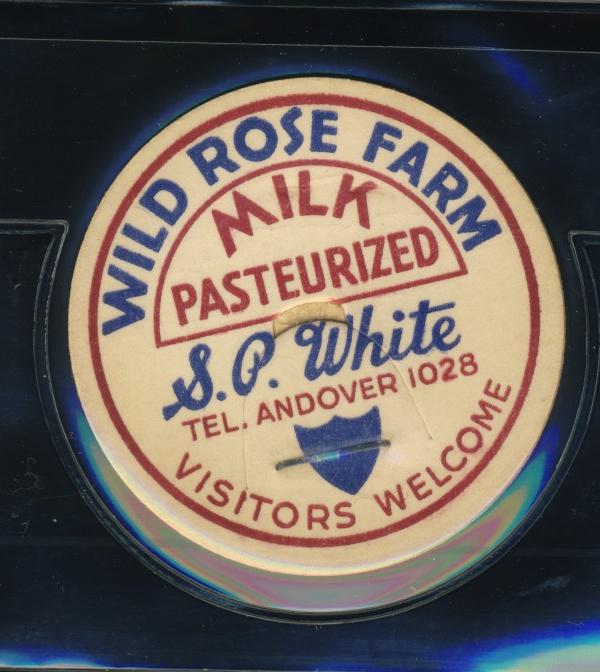 WILD ROSE FARM
MILK
PASTEURIZED
S.P. White
TEL. ANDOVER 1028
VISITORS WELCOME